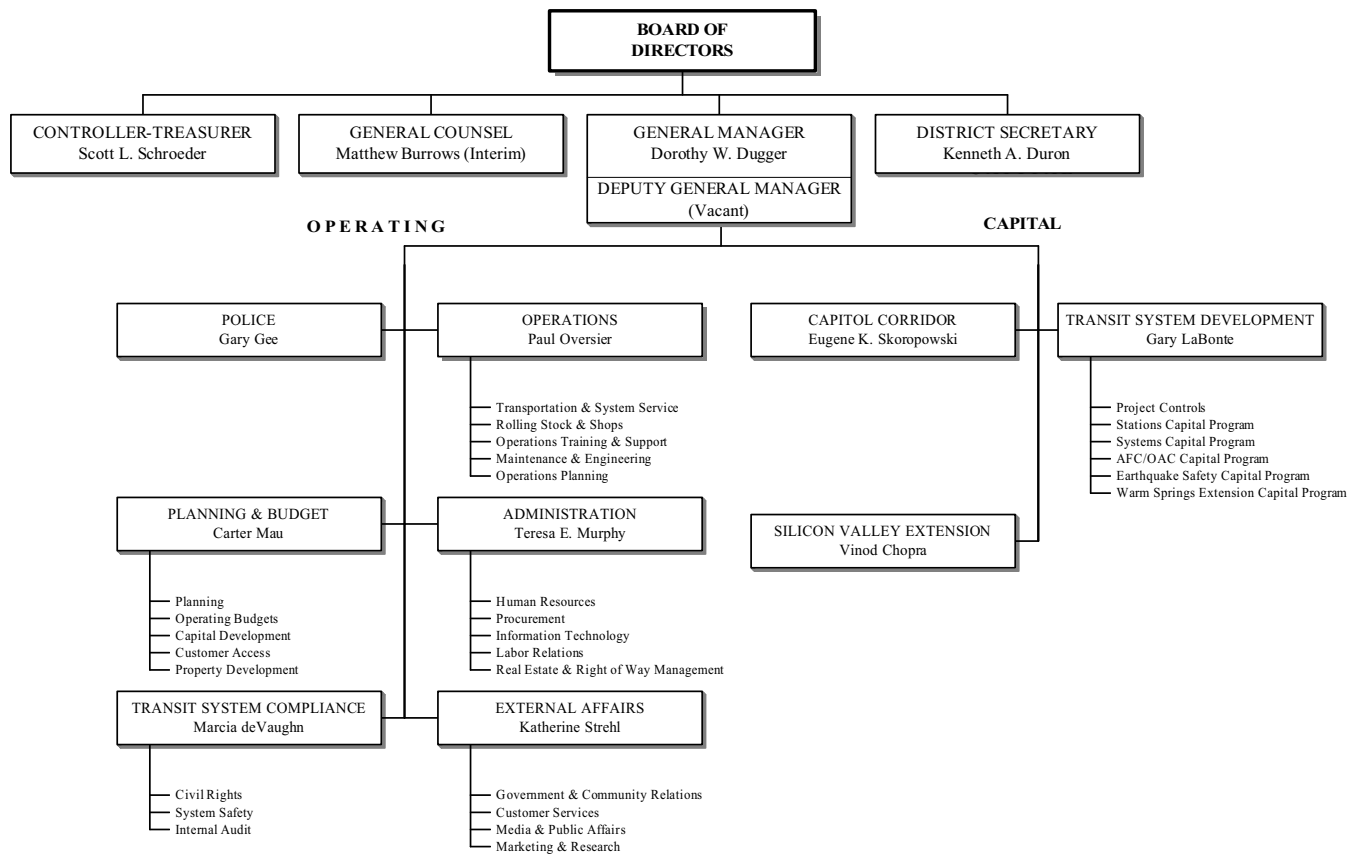 BOARD OF
DIRECTORS
CONTROLLER-TREASURER
Scott L. Schroeder
GENERAL COUNSEL
Matthew Burrows (Interim)
GENERAL MANAGER
Dorothy W. Dugger
DEPUTY GENERAL MANAGER
(Vacant)
DISTRICT SECRETARY
Kenneth A. Duron
OPERATING
CAPITAL
POLICE
Gary Gee
OPERATIONS
Paul Oversier
Transportation & System Service
Rolling Stock & Shops
Operations Training & Support
Maintenance & Engineering
Operations Planning
CAPITOL CORRIDOR
Eugene K. Skoropowski
TRANSIT SYSTEM DEVELOPMENT
Gary LaBonte
Project Controls
Stations Capital Program
Systems Capital Program
AFC/OAC Capital Program
Earthquake Safety Capital Program
Warm Springs Extension Capital Program
PLANNING & BUDGET
Carter Mau
Planning
Operating Budgets
Capital Development
Customer Access
Property Development
ADMINISTRATION
Teresa E. Murphy
Human Resources
Procurement
Information Technology
Labor Relations
Real Estate & Right of Way Management
SILICON VALLEY EXTENSION
Vinod Chopra
TRANSIT SYSTEM COMPLIANCE
Marcia deVaughn
Civil Rights
System Safety
Internal Audit
EXTERNAL AFFAIRS
Katherine Strehl
Government & Community Relations
Customer Services
Media & Public Affairs
Marketing & Research